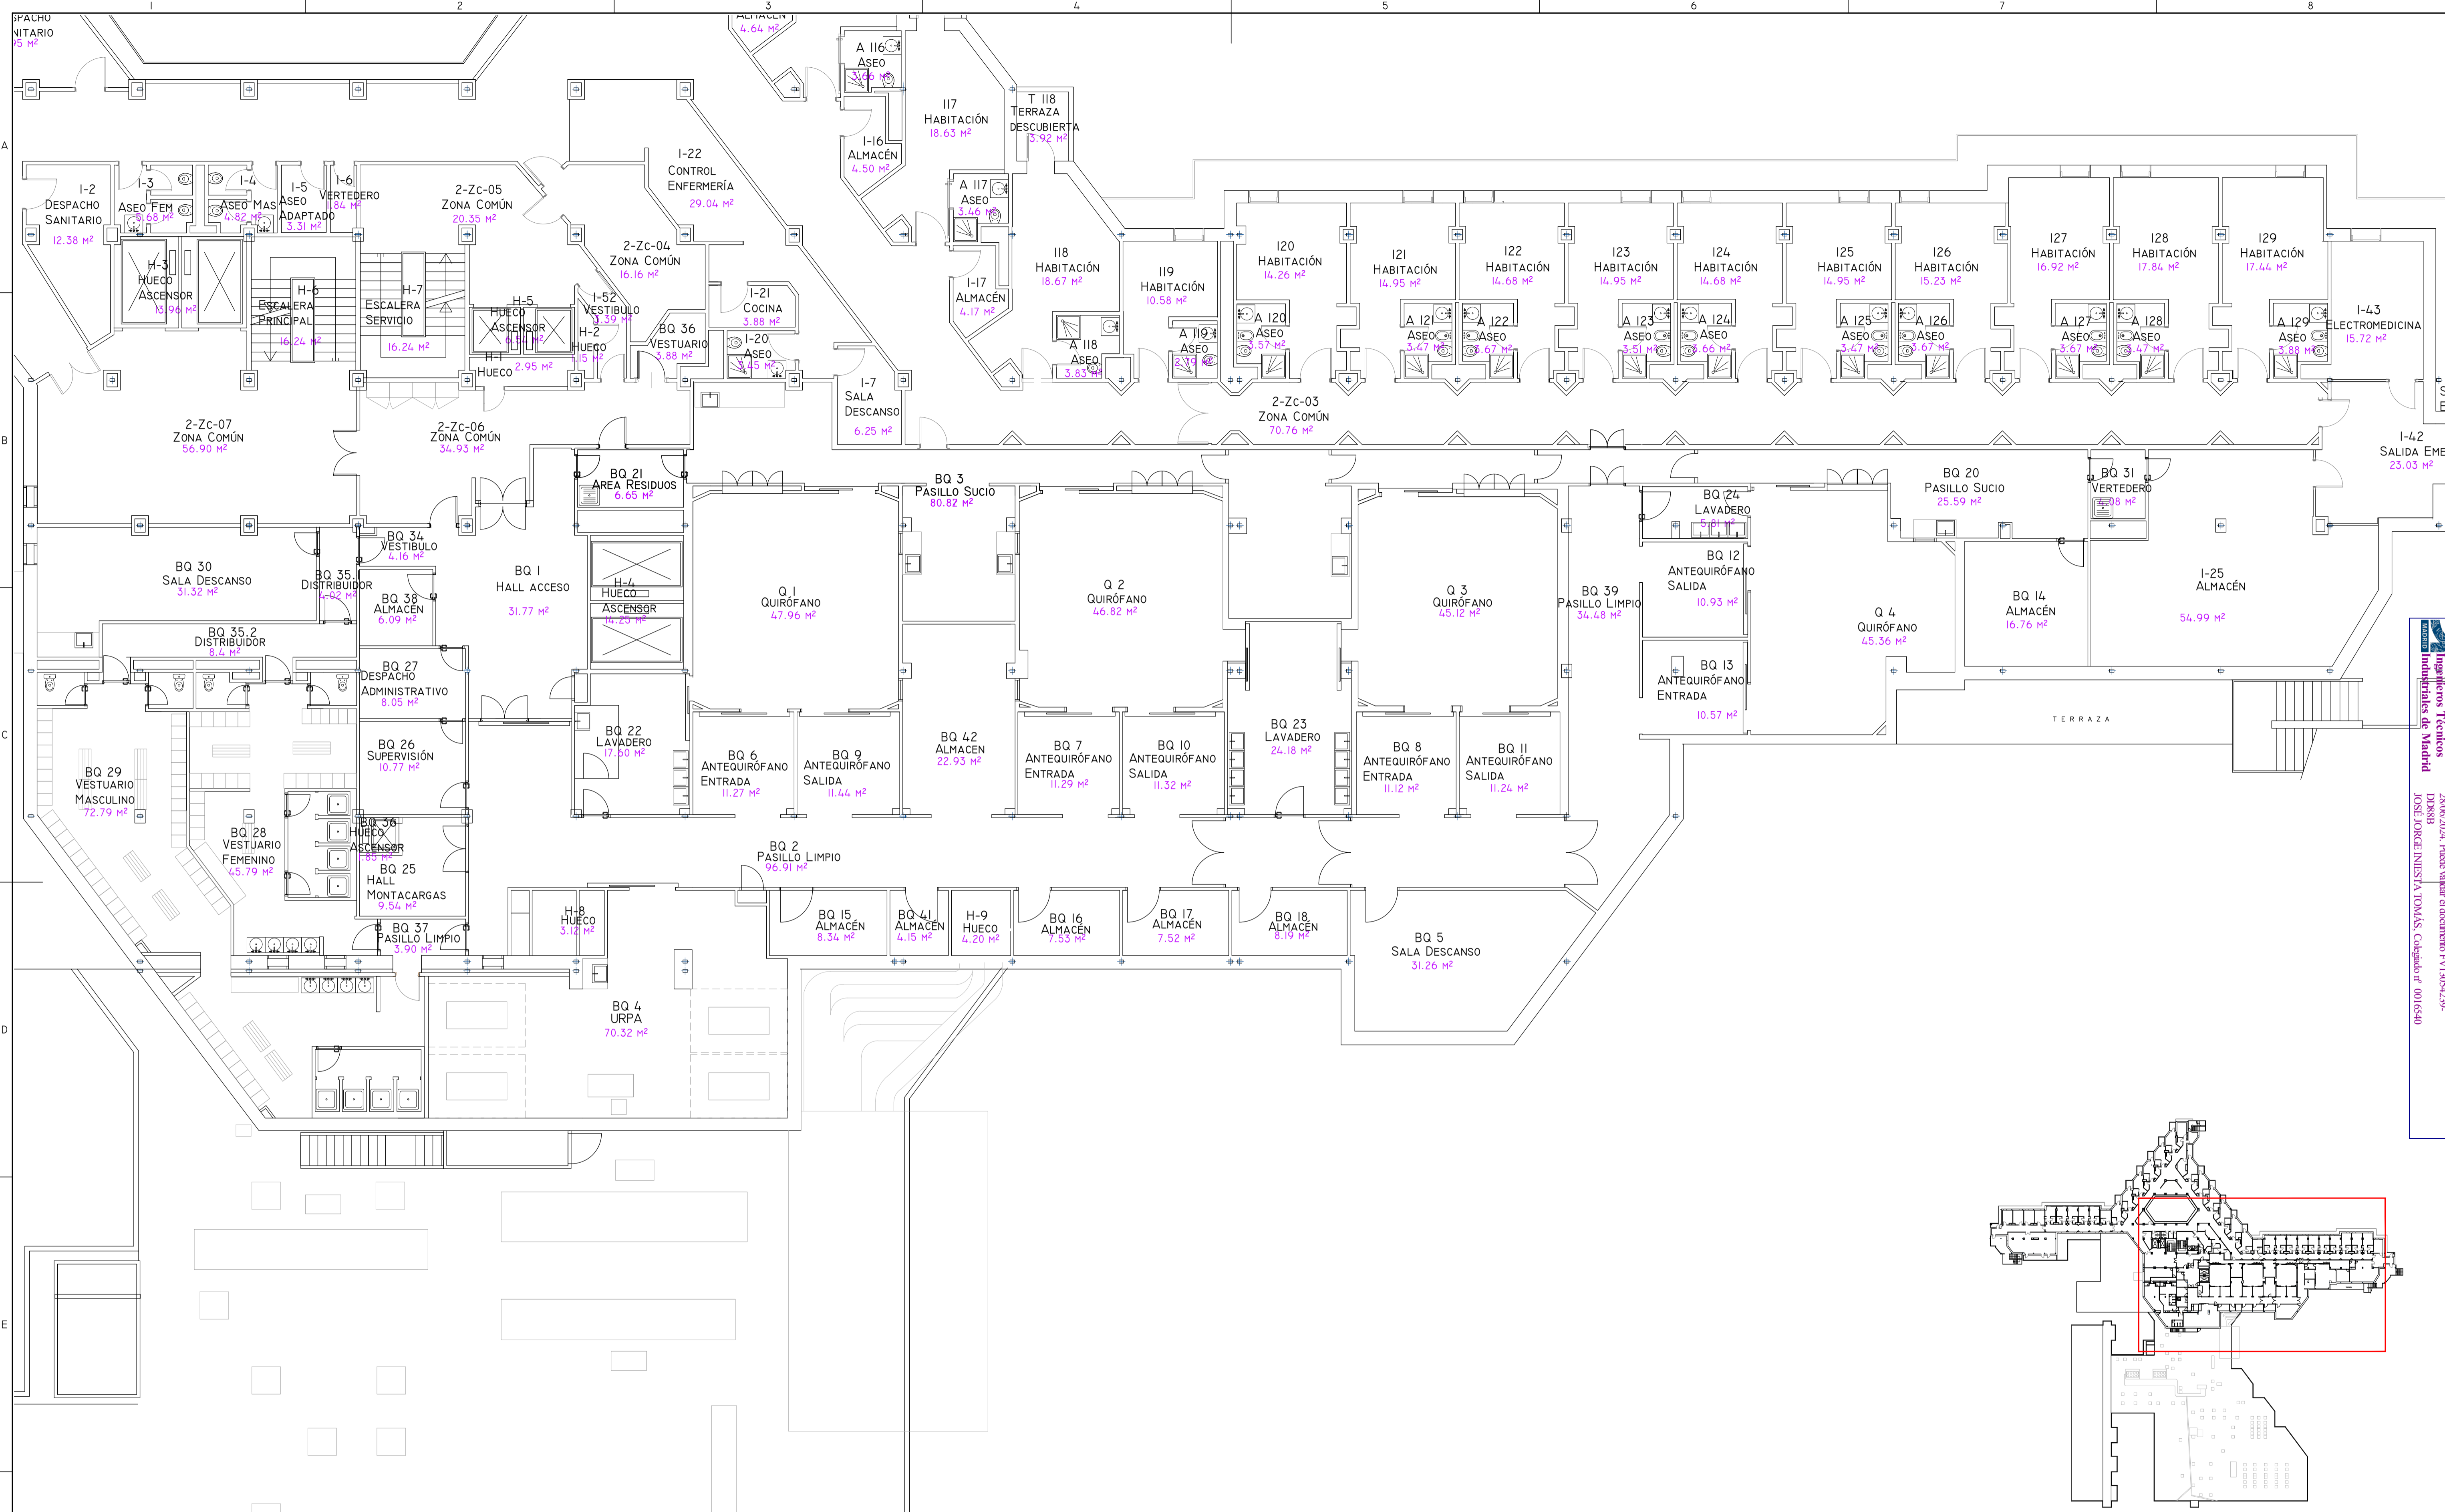 1 2 3 4 5 6 7 8
A
B
C
D
E
NITARIO
ALMACÉN
4.64 M²
A 116
ASEO
3.66 M²
117
HABITACIÓN
18.63 M²
T 118
TERRAZA
DESCUBIERTA
3.92 M²
I-16
ALMACÉN
4.50 M²
I-22
CONTROL
ENFERMERÍA
29.04 M²
I-2
DESPACHO
SANITARIO
12.38 M²
I-3
ASEO FEM
I-4
ASEO MAS
4.82 M²
I-5
ASEO
ADAPTADO
3.31 M²
I-6
VERTEDERO
2-ZC-05
ZONA COMÚN
20.35 M²
2-ZC-04
ZONA COMÚN
16.16 M²
A 117
ASEO
3.46 M²
118
HABITACIÓN
18.67 M²
119
HABITACIÓN
10.58 M²
120
HABITACIÓN
14.26 M²
121
HABITACIÓN
14.95 M²
122
HABITACIÓN
14.68 M²
123
HABITACIÓN
14.95 M²
124
HABITACIÓN
14.68 M²
125
HABITACIÓN
14.95 M²
126
HABITACIÓN
15.23 M²
127
HABITACIÓN
16.92 M²
128
HABITACIÓN
17.84 M²
129
HABITACIÓN
17.44 M²
H-3
HUECO
ASCENSOR
13.96 M²
H-6
ESCALERA
PRINCIPAL
16.24 M²
H-7
ESCALERA
SERVICIO
16.24 M²
H-5
HUECO
ASCENSOR
6.54 M²
H-1
HUECO
2.95 M²
I-52
VESTIBULO
3.39 M²
H-2
HUECO
1.15 M²
BQ 36
VESTUARIO
3.88 M²
I-21
COCINA
3.88 M²
I-20
ASEO
3.45 M²
I-17
ALMACÉN
4.17 M²
A 118
ASEO
3.83 M²
A 119
ASEO
2.79 M²
A 120
ASEO
3.57 M²
A 121
ASEO
3.47 M²
A 122
ASEO
3.67 M²
A 123
ASEO
3.51 M²
A 124
ASEO
3.66 M²
A 125
ASEO
3.47 M²
A 126
ASEO
3.67 M²
A 127
ASEO
3.67 M²
A 128
ASEO
3.47 M²
A 129
ASEO
3.88 M²
I-43
ELECTROMEDICINA
15.72 M²
I-7
SALA
DESCANSO
6.25 M²
2-ZC-03
ZONA COMÚN
70.76 M²
2-ZC-07
ZONA COMÚN
56.90 M²
2-ZC-06
ZONA COMÚN
34.93 M²
I-42
SALIDA EME
23.03 M²
BQ 21
AREA RESIDUOS
6.65 M²
BQ 3
PASILLO SUCIO
80.82 M²
BQ 24
LAVADERO
5.81 M²
BQ 20
PASILLO SUCIO
25.59 M²
BQ 31
VERTEDERO
BQ 34
VESTIBULO
4.16 M²
BQ 30
SALA DESCANSO
31.32 M²
BQ 35.1
DISTRIBUIDOR
4.02 M²
BQ 38
ALMACEN
6.09 M²
BQ 1
HALL ACCESO
31.77 M²
H-4
HUECO
ASCENSOR
14.25 M²
Q 1
QUIRÓFANO
47.96 M²
Q 2
QUIRÓFANO
46.82 M²
Q 3
QUIRÓFANO
45.12 M²
BQ 39
PASILLO LIMPIO
34.48 M²
BQ 12
ANTEQUIRÓFANO
SALIDA
10.93 M²
Q 4
QUIRÓFANO
45.36 M²
BQ 14
ALMACÉN
16.76 M²
I-25
ALMACÉN
54.99 M²
BQ 35.2
DISTRIBUIDOR
8.4 M²
BQ 27
DESPACHO
ADMINISTRATIVO
8.05 M²
BQ 13
ANTEQUIRÓFANO
ENTRADA
10.57 M²
TERRAZA
BQ 26
SUPERVISIÓN
10.77 M²
BQ 22
LAVADERO
17.60 M²
BQ 6
ANTEQUIRÓFANO
ENTRADA
11.27 M²
BQ 9
ANTEQUIRÓFANO
SALIDA
11.44 M²
BQ 42
ALMACEN
22.93 M²
BQ 7
ANTEQUIRÓFANO
ENTRADA
11.29 M²
BQ 10
ANTEQUIRÓFANO
SALIDA
11.32 M²
BQ 23
LAVADERO
24.18 M²
BQ 8
ANTEQUIRÓFANO
ENTRADA
11.12 M²
BQ 11
ANTEQUIRÓFANO
SALIDA
11.24 M²
BQ 29
VESTUARIO
MASCULINO
72.79 M²
BQ 28
VESTUARIO
FEMENINO
45.79 M²
BQ 36
HUECO
ASCENSOR
BQ 25
HALL
MONTACARGAS
9.54 M²
BQ 2
PASILLO LIMPIO
96.91 M²
BQ 37
PASILLO LIMPIO
3.90 M²
H-8
HUECO
3.12 M²
BQ 15
ALMACÉN
8.34 M²
BQ 41
ALMACÉN
4.15 M²
H-9
HUECO
4.20 M²
BQ 16
ALMACÉN
7.53 M²
BQ 17
ALMACÉN
7.52 M²
BQ 18
ALMACÉN
8.19 M²
BQ 5
SALA DESCANSO
31.26 M²
BQ 4
URPA
70.32 M²
MADRID
Ingenieros Técnicos
Industriales de Madrid
DD88B
JOSÉ JORGE INIESTA TOMÁS, Colegiado nº 0016540